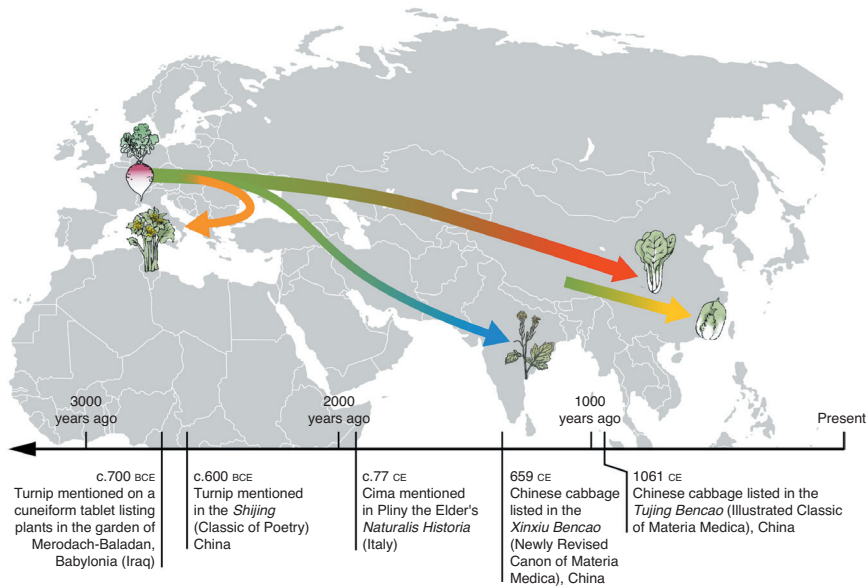 3000
years ago
2000
years ago
1000
years ago
Present
c.700 BCE
Turnip mentioned on a
cuneiform tablet listing
plants in the garden of
Merodach-Baladan,
Babylonia (Iraq)
c.600 BCE
Turnip mentioned
in the Shijing
(Classic of Poetry)
China
c.77 CE
Cima mentioned
in Pliny the Elder's
Naturalis Historia
(Italy)
659 CE
Chinese cabbage
listed in the
Xinxiu Bencao
(Newly Revised
Canon of Materia
Medica), China
1061 CE
Chinese cabbage listed in the
Tujing Bencao (Illustrated Classic
of Materia Medica), China